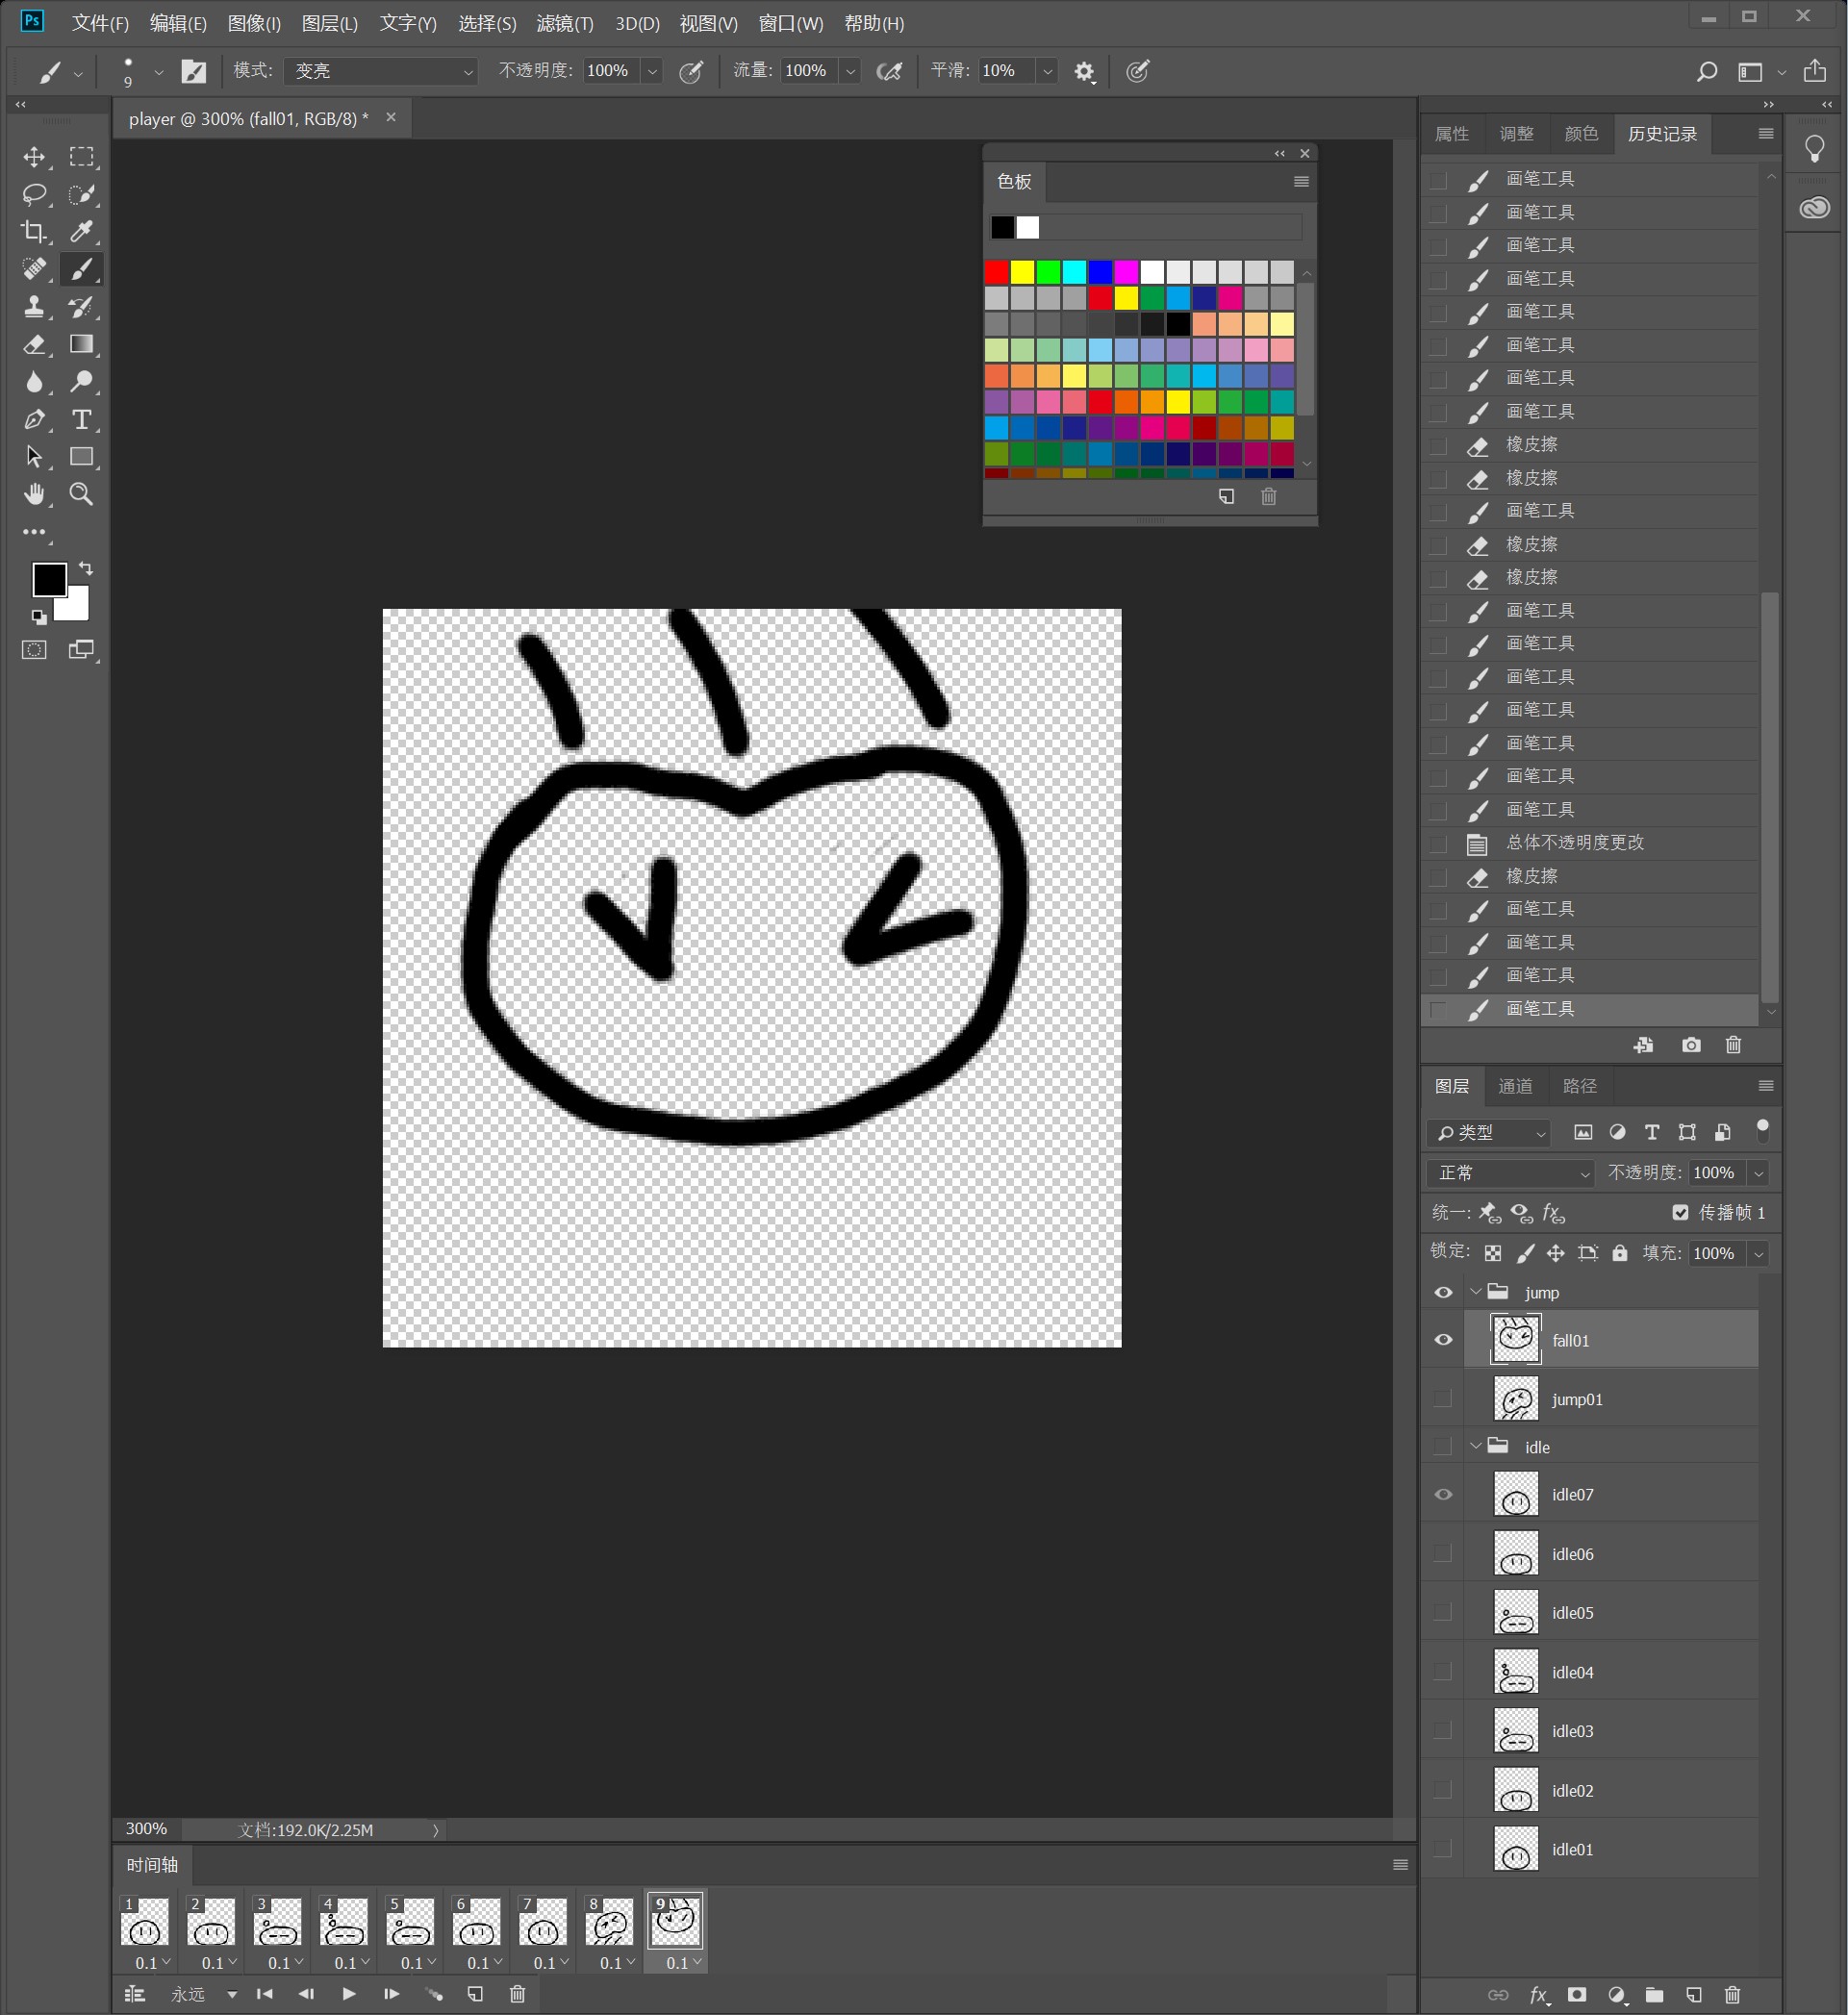 Ps 文件(F) 编辑(E) 图像(I) 图层(L) 文字(Y) 选择(S) 滤镜(T) 3D(D) 视图(V) 窗口(W) 帮助(H)
9 模式: 变亮 不透明度: 100% 流量: 100% 平滑: 10%
player @ 300% (fall01, RGB/8) *
色板
属性 调整 颜色 历史记录
画笔工具
画笔工具
画笔工具
画笔工具
画笔工具
画笔工具
画笔工具
画笔工具
橡皮擦
橡皮擦
画笔工具
橡皮擦
橡皮擦
画笔工具
画笔工具
画笔工具
画笔工具
画笔工具
画笔工具
画笔工具
总体不透明度更改
橡皮擦
画笔工具
画笔工具
画笔工具
画笔工具
图层 通道 路径
类型
正常 不透明度: 100%
统一: 传播帧 1
锁定: 填充: 100%
jump
fall01
jump01
idle
idle07
idle06
idle05
idle04
idle03
idle02
idle01
300% 文档:192.0K/2.25M
时间轴
1 2 3 4 5 6 7 8 9
0.1 0.1 0.1 0.1 0.1 0.1 0.1 0.1 0.1
永远